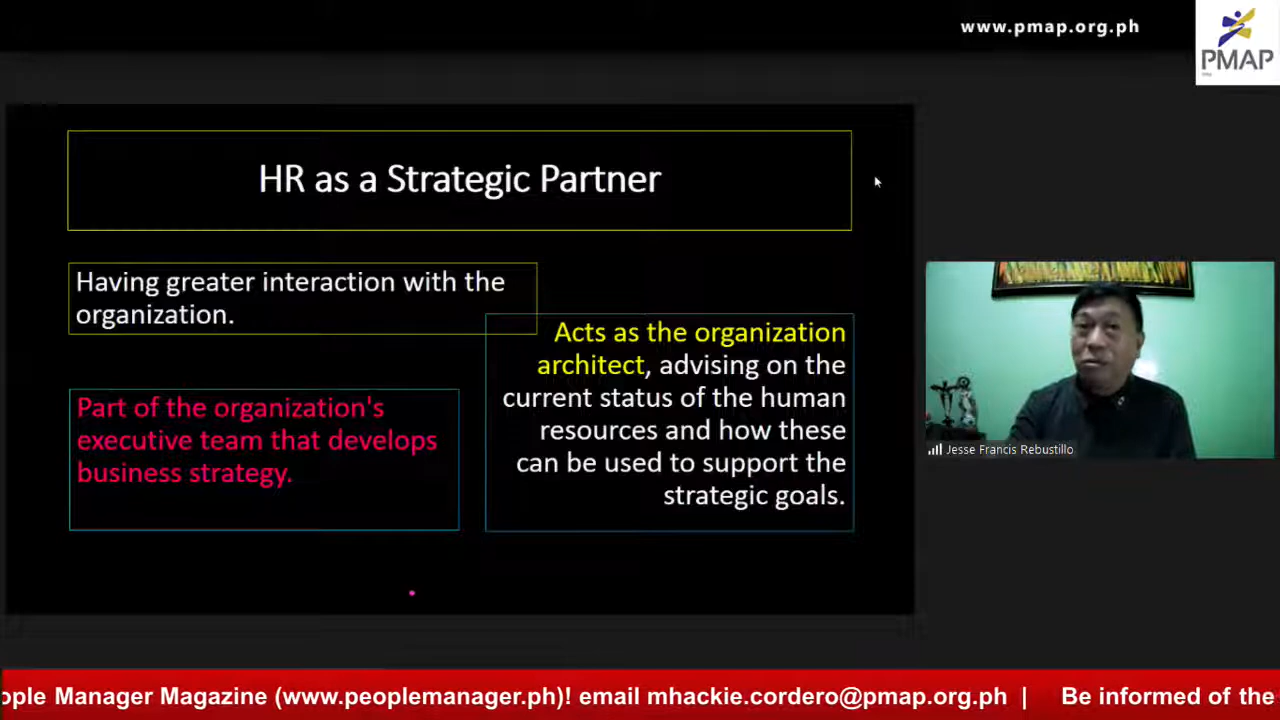 www.pmap.org.ph
PMAP
HR as a Strategic Partner
Having greater interaction with the
organization.
Acts as the organization
architect, advising on the
current status of the human
resources and how these
can be used to support the
strategic goals.
Part of the organization's
executive team that develops
business strategy.
Jesse Francis Rebustillo
ople Manager Magazine (www.peoplemanager.ph)! email mhackie.cordero@pmap.org.ph | Be informed of the